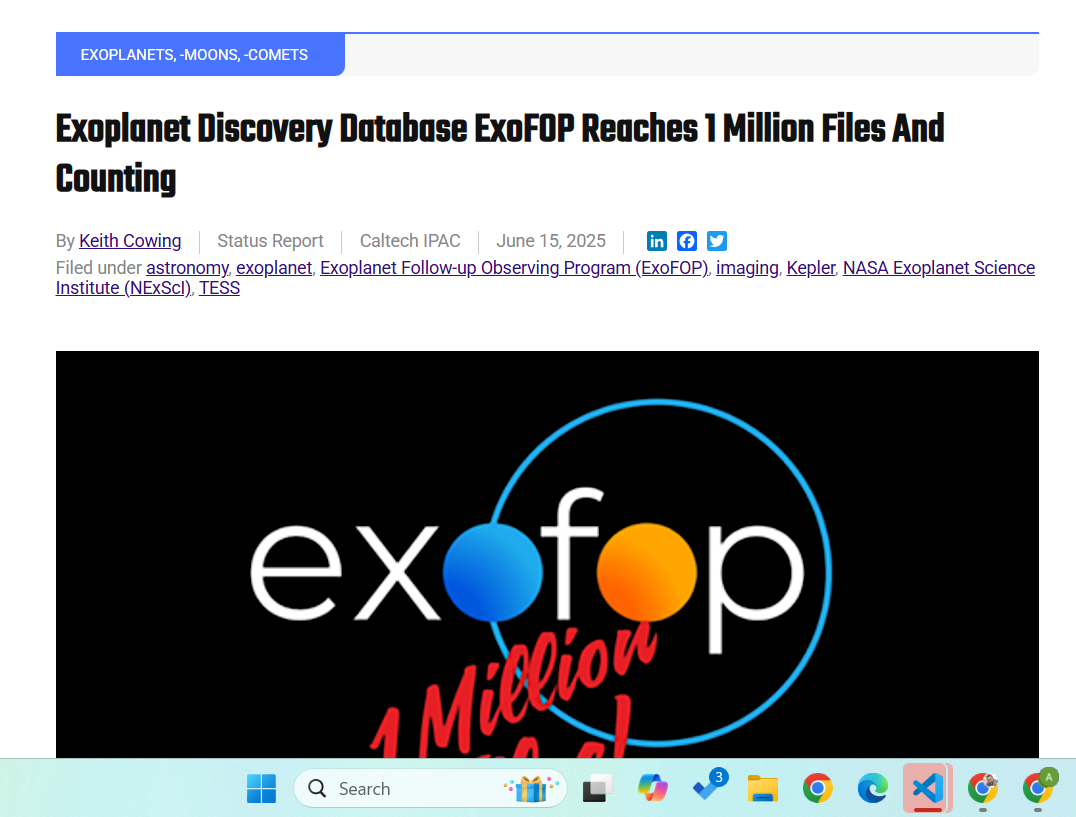 EXOPLANETS, -MOONS, -COMETS
Exoplanet Discovery Database ExoFOP Reaches 1 Million Files And
Counting
By Keith Cowing Status Report Caltech IPAC June 15, 2025
Filed under astronomy, exoplanet, Exoplanet Follow-up Observing Program (ExoFOP), imaging, Kepler, NASA Exoplanet Science
Institute (NExScI), TESS
exofop
1 Million
Search
3
A